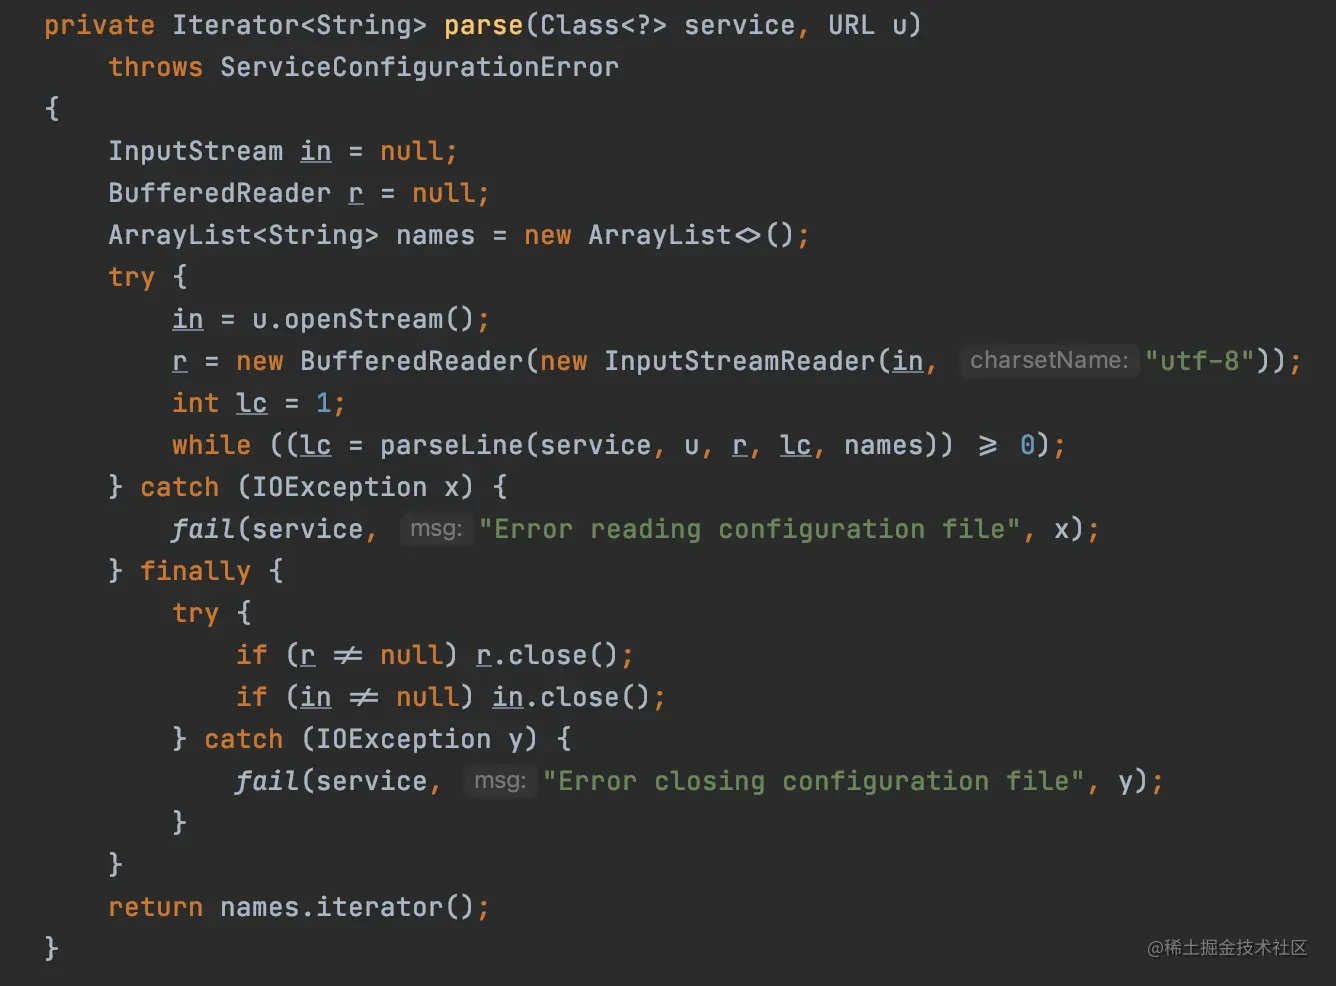 private Iterator<String> parse(Class<?> service, URL u)
    throws ServiceConfigurationError
{
    InputStream in = null;
    BufferedReader r = null;
    ArrayList<String> names = new ArrayList<>();
    try {
        in = u.openStream();
        r = new BufferedReader(new InputStreamReader(in, charsetName: "utf-8"));
        int lc = 1;
        while ((lc = parseLine(service, u, r, lc, names)) >= 0);
    } catch (IOException x) {
        fail(service, msg: "Error reading configuration file", x);
    } finally {
        try {
            if (r != null) r.close();
            if (in != null) in.close();
        } catch (IOException y) {
            fail(service, msg: "Error closing configuration file", y);
        }
    }
    return names.iterator();
}
@稀土掘金技术社区